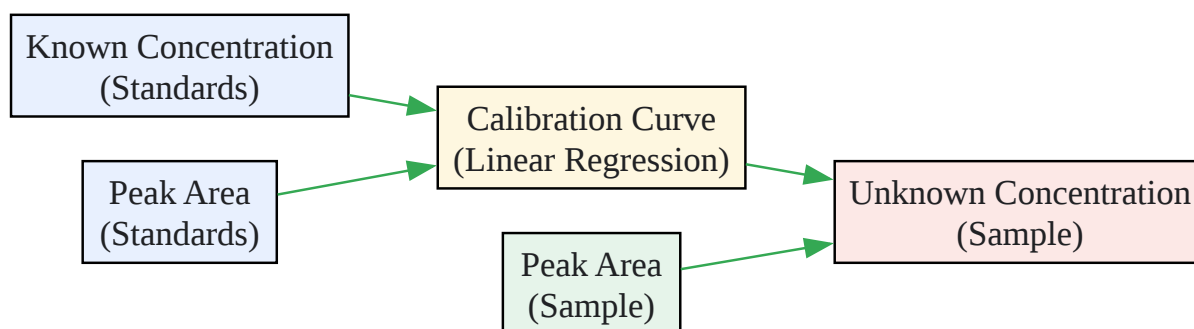 Known Concentration
(Standards)
Peak Area
(Standards)
Calibration Curve
(Linear Regression)
Peak Area
(Sample)
Unknown Concentration
(Sample)